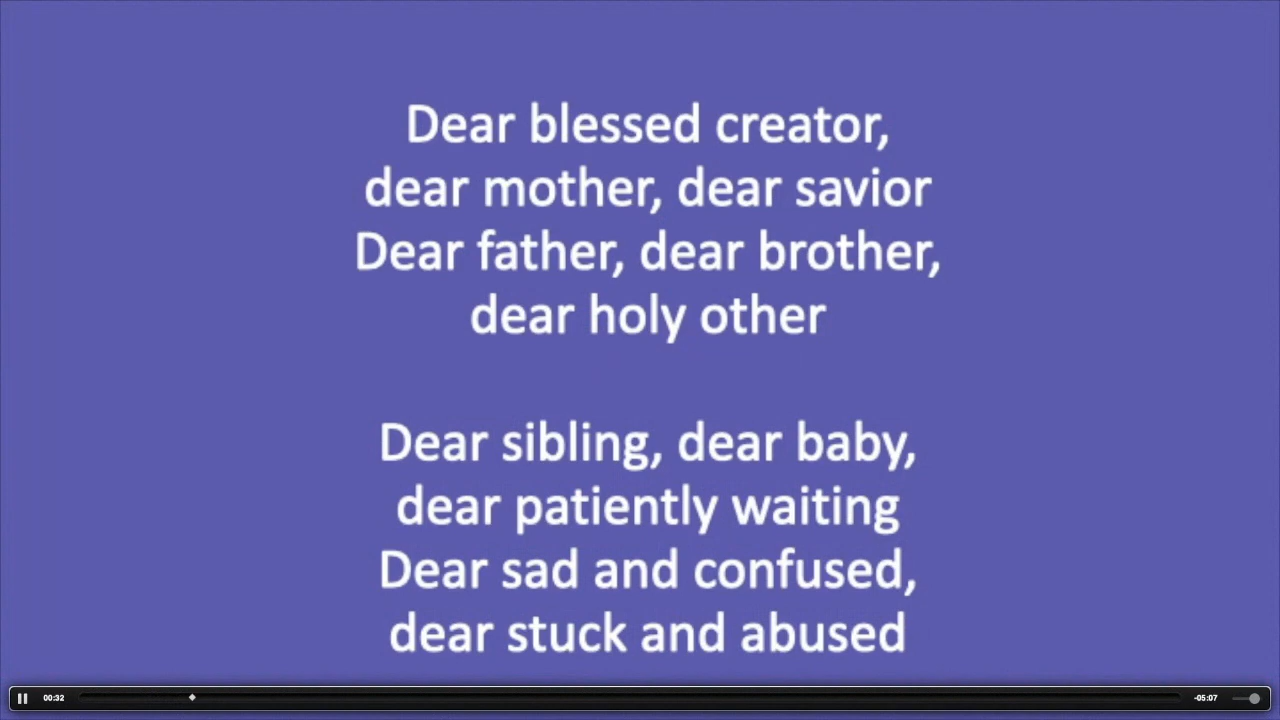 Dear blessed creator,
dear mother, dear savior
Dear father, dear brother,
dear holy other
Dear sibling, dear baby,
dear patiently waiting
Dear sad and confused,
dear stuck and abused
00:32
-05:07